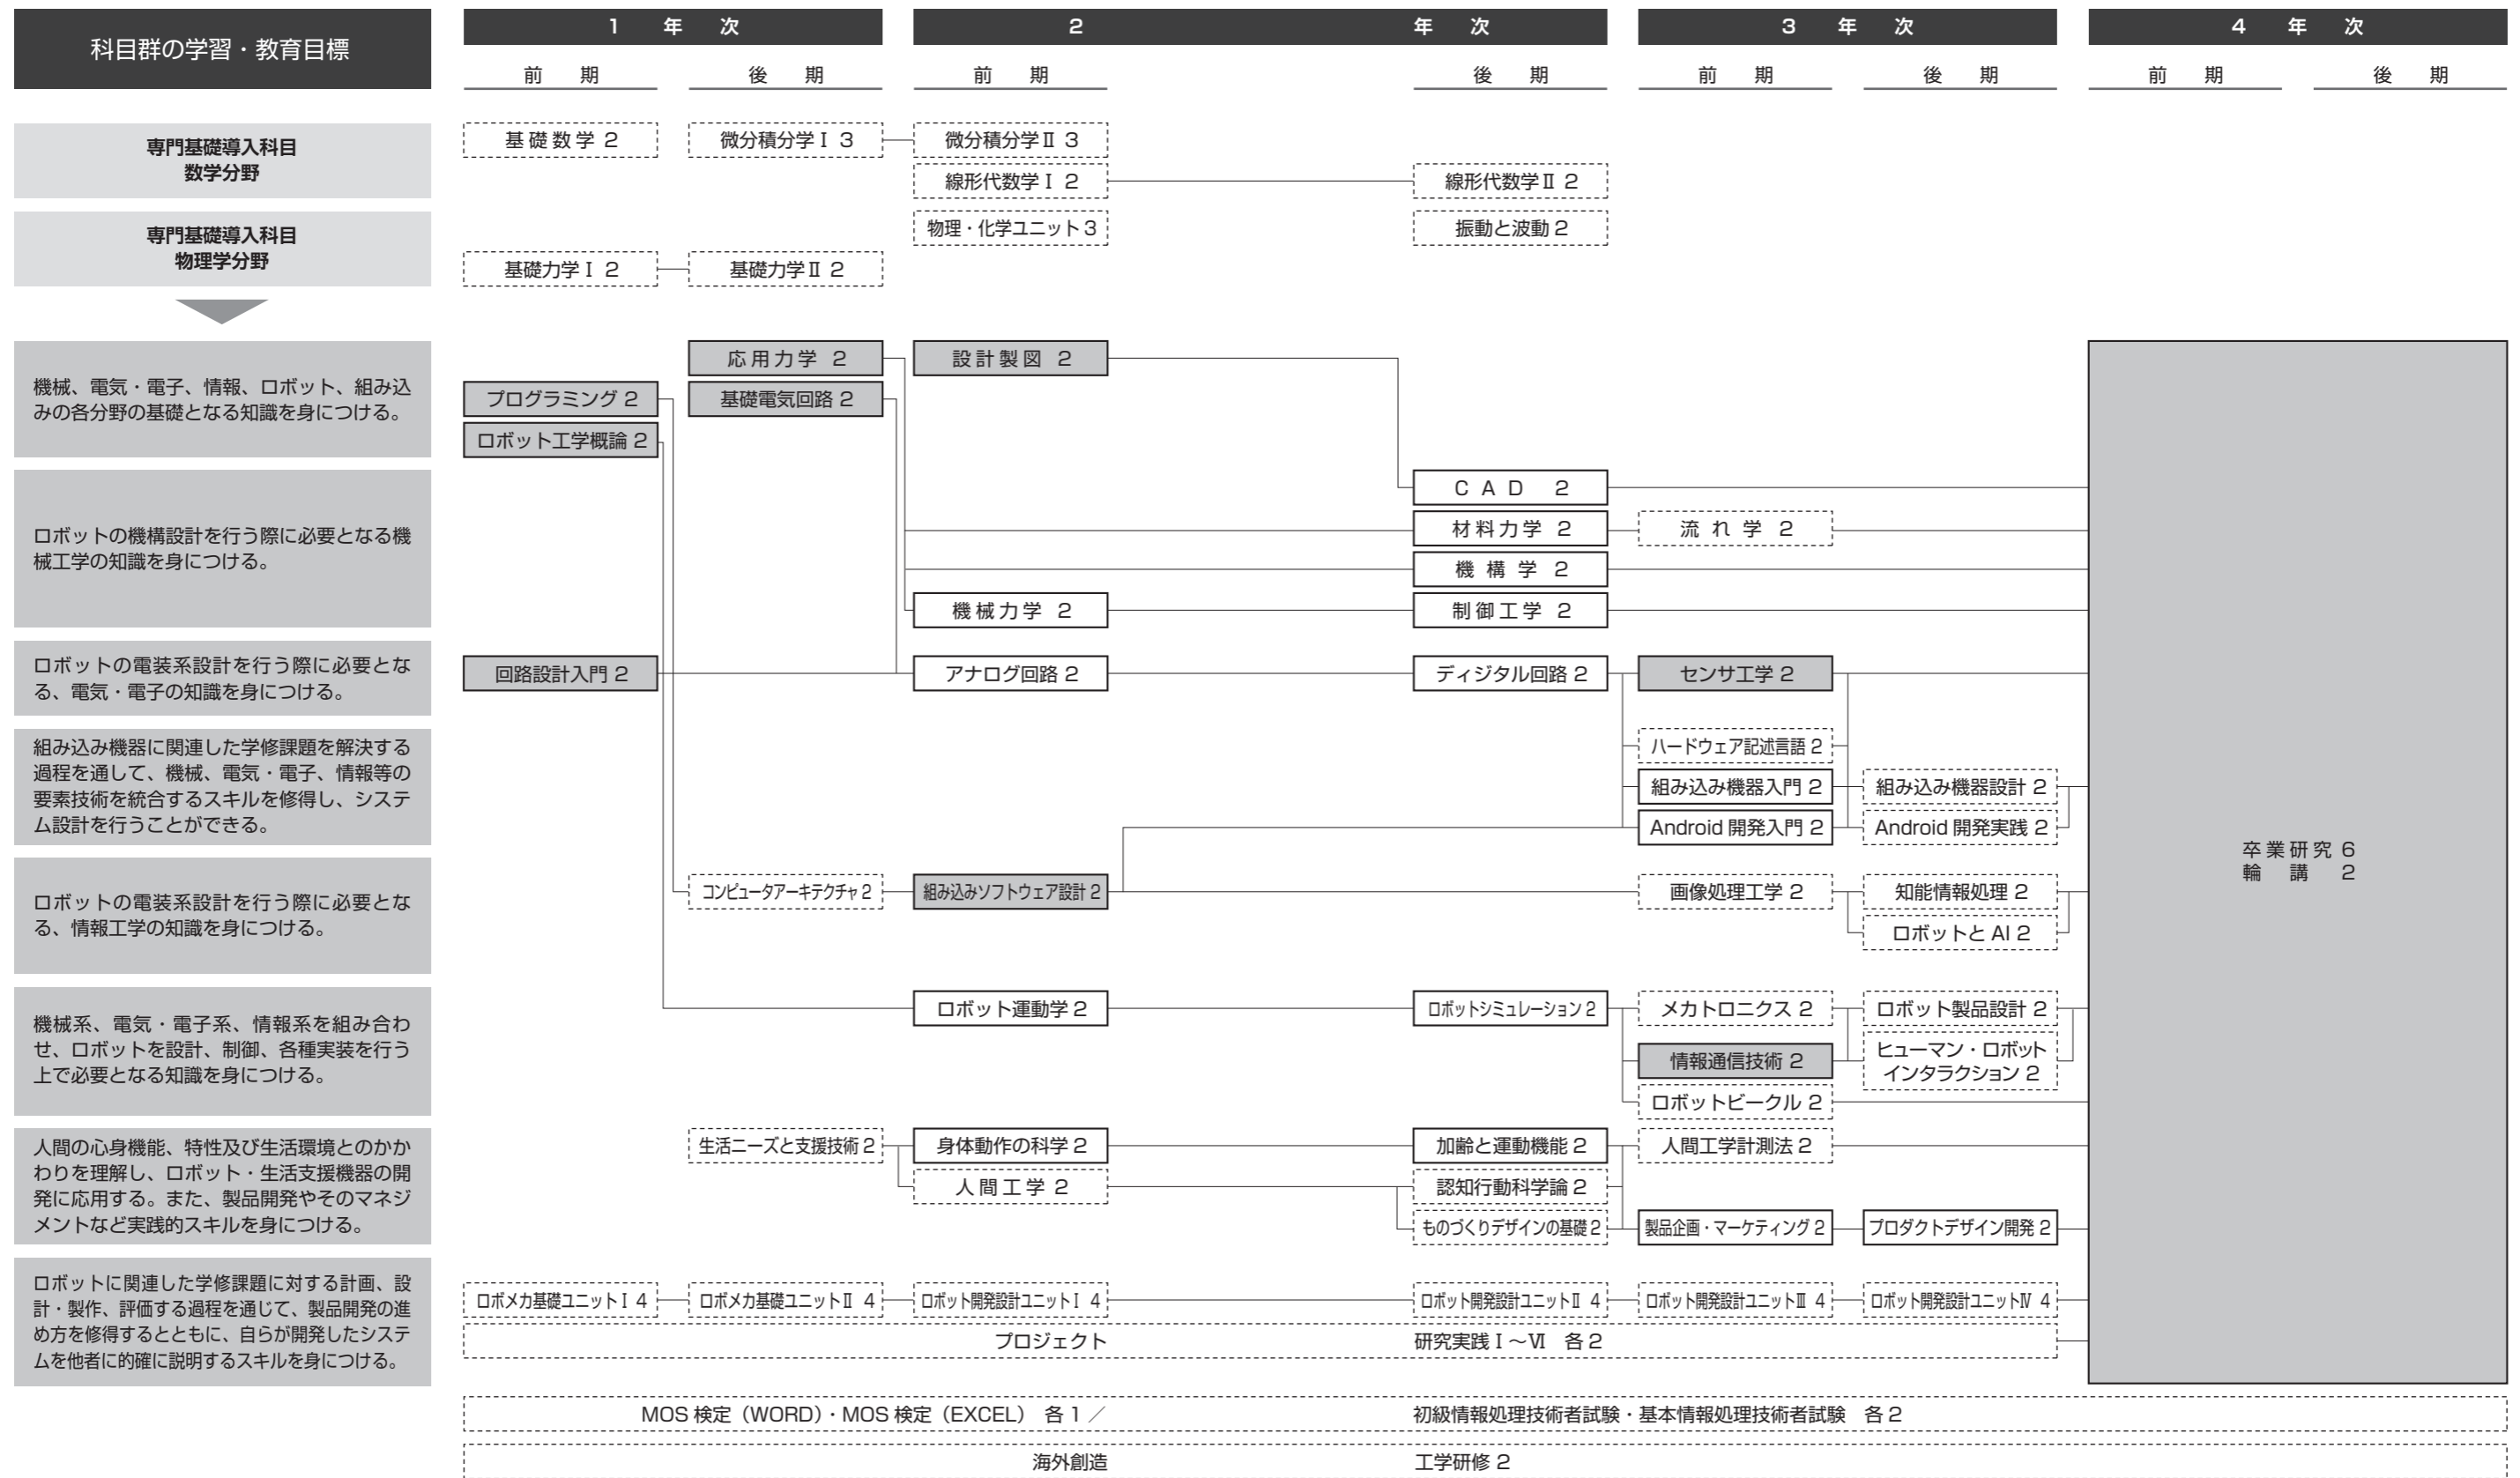 科目群の学習・教育目標
1 年 次
2 年 次
3 年 次
4 年 次
前 期
後 期
前 期
後 期
前 期
後 期
前 期
後 期
専門基礎導入科目
数学分野
基礎数学 2
微分積分学Ⅰ 3
微分積分学Ⅱ 3
線形代数学Ⅰ 2
線形代数学Ⅱ 2
専門基礎導入科目
物理学分野
物理・化学ユニット 3
振動と波動 2
基礎力学Ⅰ 2
基礎力学Ⅱ 2
機械、電気・電子、情報、ロボット、組み込
みの各分野の基礎となる知識を身につける。
応用力学 2
設計製図 2
プログラミング 2
基礎電気回路 2
ロボット工学概論 2
ロボットの機構設計を行う際に必要となる機
械工学の知識を身につける。
CAD 2
材料力学 2
流れ学 2
機構学 2
機械力学 2
制御工学 2
ロボットの電装系設計を行う際に必要とな
る、電気・電子の知識を身につける。
回路設計入門 2
アナログ回路 2
ディジタル回路 2
センサ工学 2
組み込み機器に関連した学修課題を解決する
過程を通して、機械、電気・電子、情報等の
要素技術を統合するスキルを修得し、システ
ム設計を行うことができる。
ハードウェア記述言語 2
組み込み機器入門 2
組み込み機器設計 2
Android 開発入門 2
Android 開発実践 2
卒業研究 6
輪 講 2
ロボットの電装系設計を行う際に必要とな
る、情報工学の知識を身につける。
コンピュータアーキテクチャ 2
組み込みソフトウェア設計 2
画像処理工学 2
知能情報処理 2
ロボットと AI 2
機械系、電気・電子系、情報系を組み合わ
せ、ロボットを設計、制御、各種実装を行う
上で必要となる知識を身につける。
ロボット運動学 2
ロボットシミュレーション 2
メカトロニクス 2
ロボット製品設計 2
情報通信技術 2
ヒューマン・ロボット
インタラクション 2
ロボットビークル 2
人間の心身機能、特性及び生活環境とのかか
わりを理解し、ロボット・生活支援機器の開
発に応用する。また、製品開発やそのマネジ
メントなど実践的スキルを身につける。
生活ニーズと支援技術 2
身体動作の科学 2
加齢と運動機能 2
人間工学計測法 2
人間工学 2
認知行動科学論 2
ものづくりデザインの基礎 2
製品企画・マーケティング 2
プロダクトデザイン開発 2
ロボットに関連した学修課題に対する計画、設
計・製作、評価する過程を通じて、製品開発の進
め方を修得するとともに、自らが開発したシステ
ムを他者に的確に説明するスキルを身につける。
ロボメカ基礎ユニットⅠ 4
ロボメカ基礎ユニットⅡ 4
ロボット開発設計ユニットⅠ 4
ロボット開発設計ユニットⅡ 4
ロボット開発設計ユニットⅢ 4
ロボット開発設計ユニットⅣ 4
プロジェクト 研究実践Ⅰ～Ⅵ 各2
MOS 検定（WORD）・MOS 検定（EXCEL） 各 1 ／ 初級情報処理技術者試験・基本情報処理技術者試験 各 2
海外創造 工学研修 2